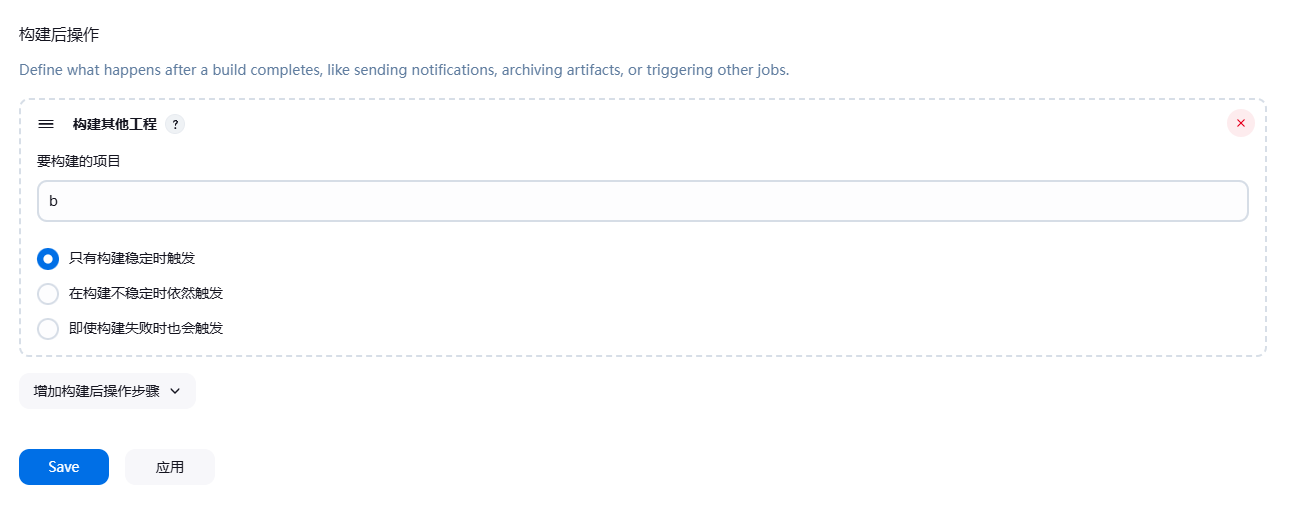 构建后操作
Define what happens after a build completes, like sending notifications, archiving artifacts, or triggering other jobs.
构建其他工程 ?
要构建的项目
b
只有构建稳定时触发
在构建不稳定时依然触发
即使构建失败时也会触发
增加构建后操作步骤
Save 应用